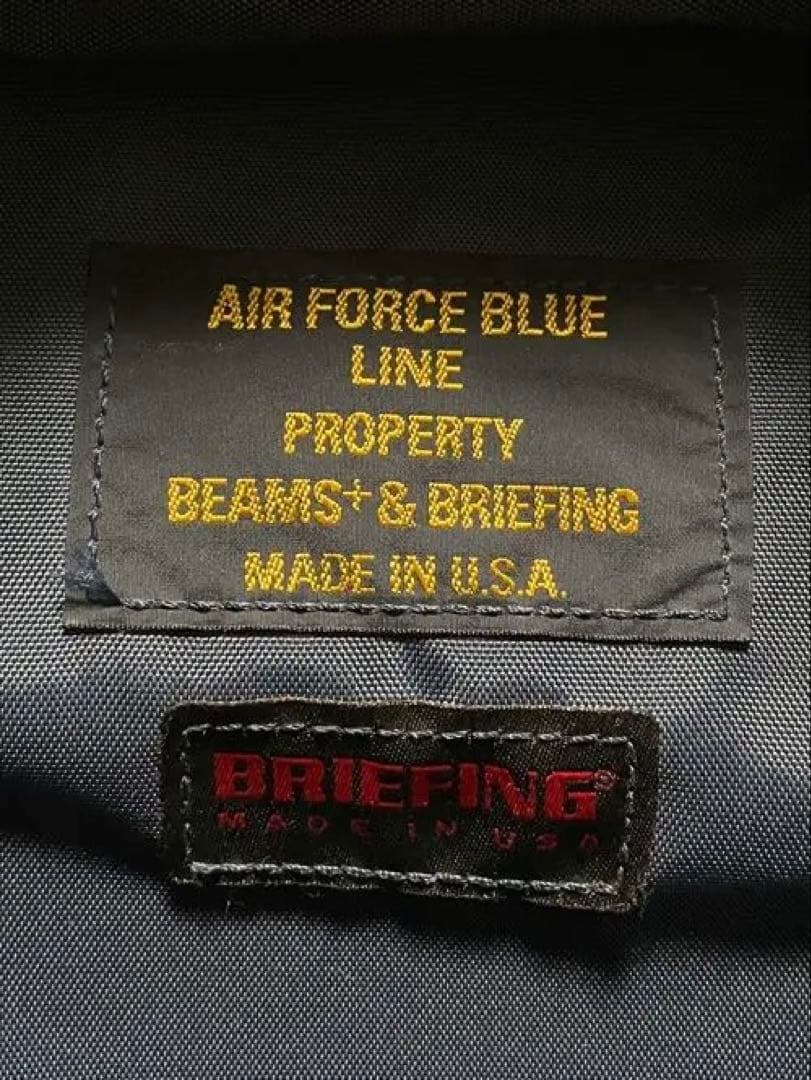 AIR FORCE BLUE
LINE
PROPERTY
BEAMS+ & BRIEFING
MADE IN U.S.A.
BRIEFING®
MADE IN USA